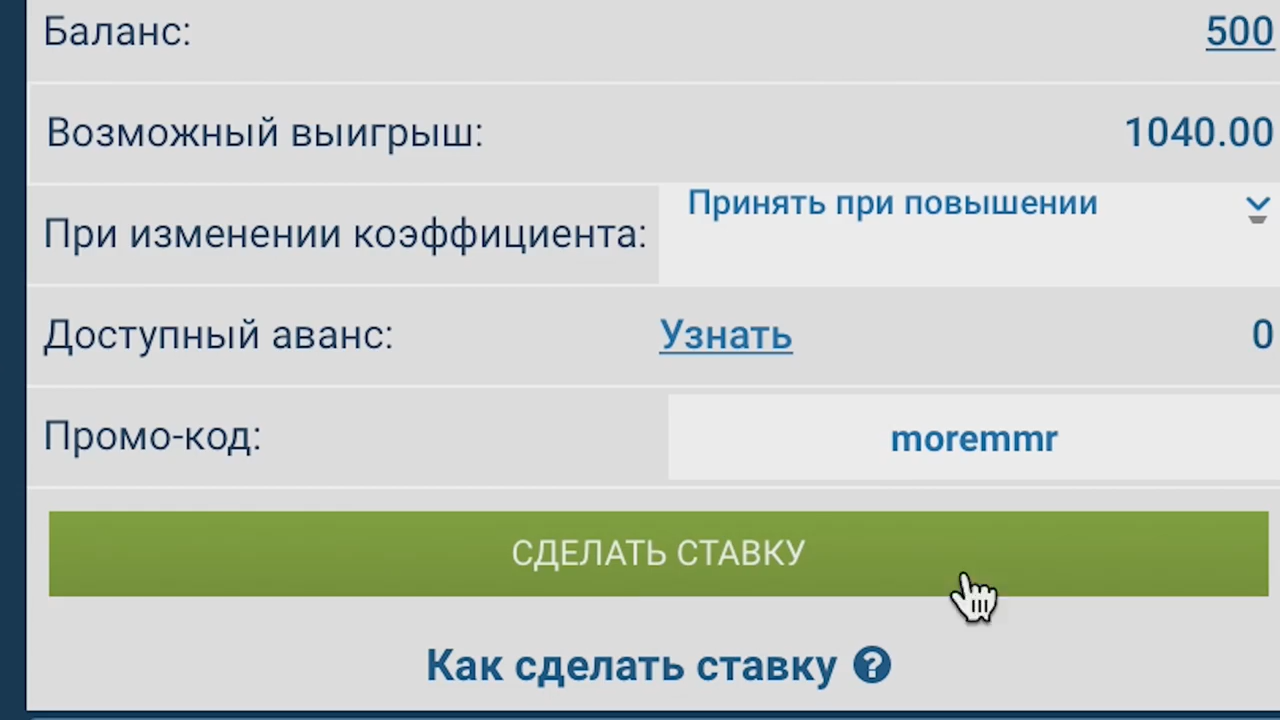 Баланс: 500
Возможный выигрыш: 1040.00
При изменении коэффициента: Принять при повышении
Доступный аванс: Узнать 0
Промо-код: moremmr
СДЕЛАТЬ СТАВКУ
Как сделать ставку ?